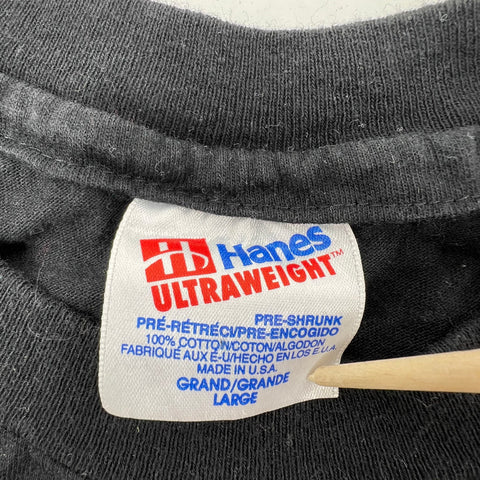 Hanes
ULTRAWEIGHT™
PRE-SHRUNK
PRÉ-RÉTRÉCI/PRE-ENCOGIDO
100% COTTON/COTON/ALGODON
FABRIQUÉ AUX É-U/HECHO EN LOS E.U.A.
MADE IN U.S.A.
GRAND/GRANDE
LARGE